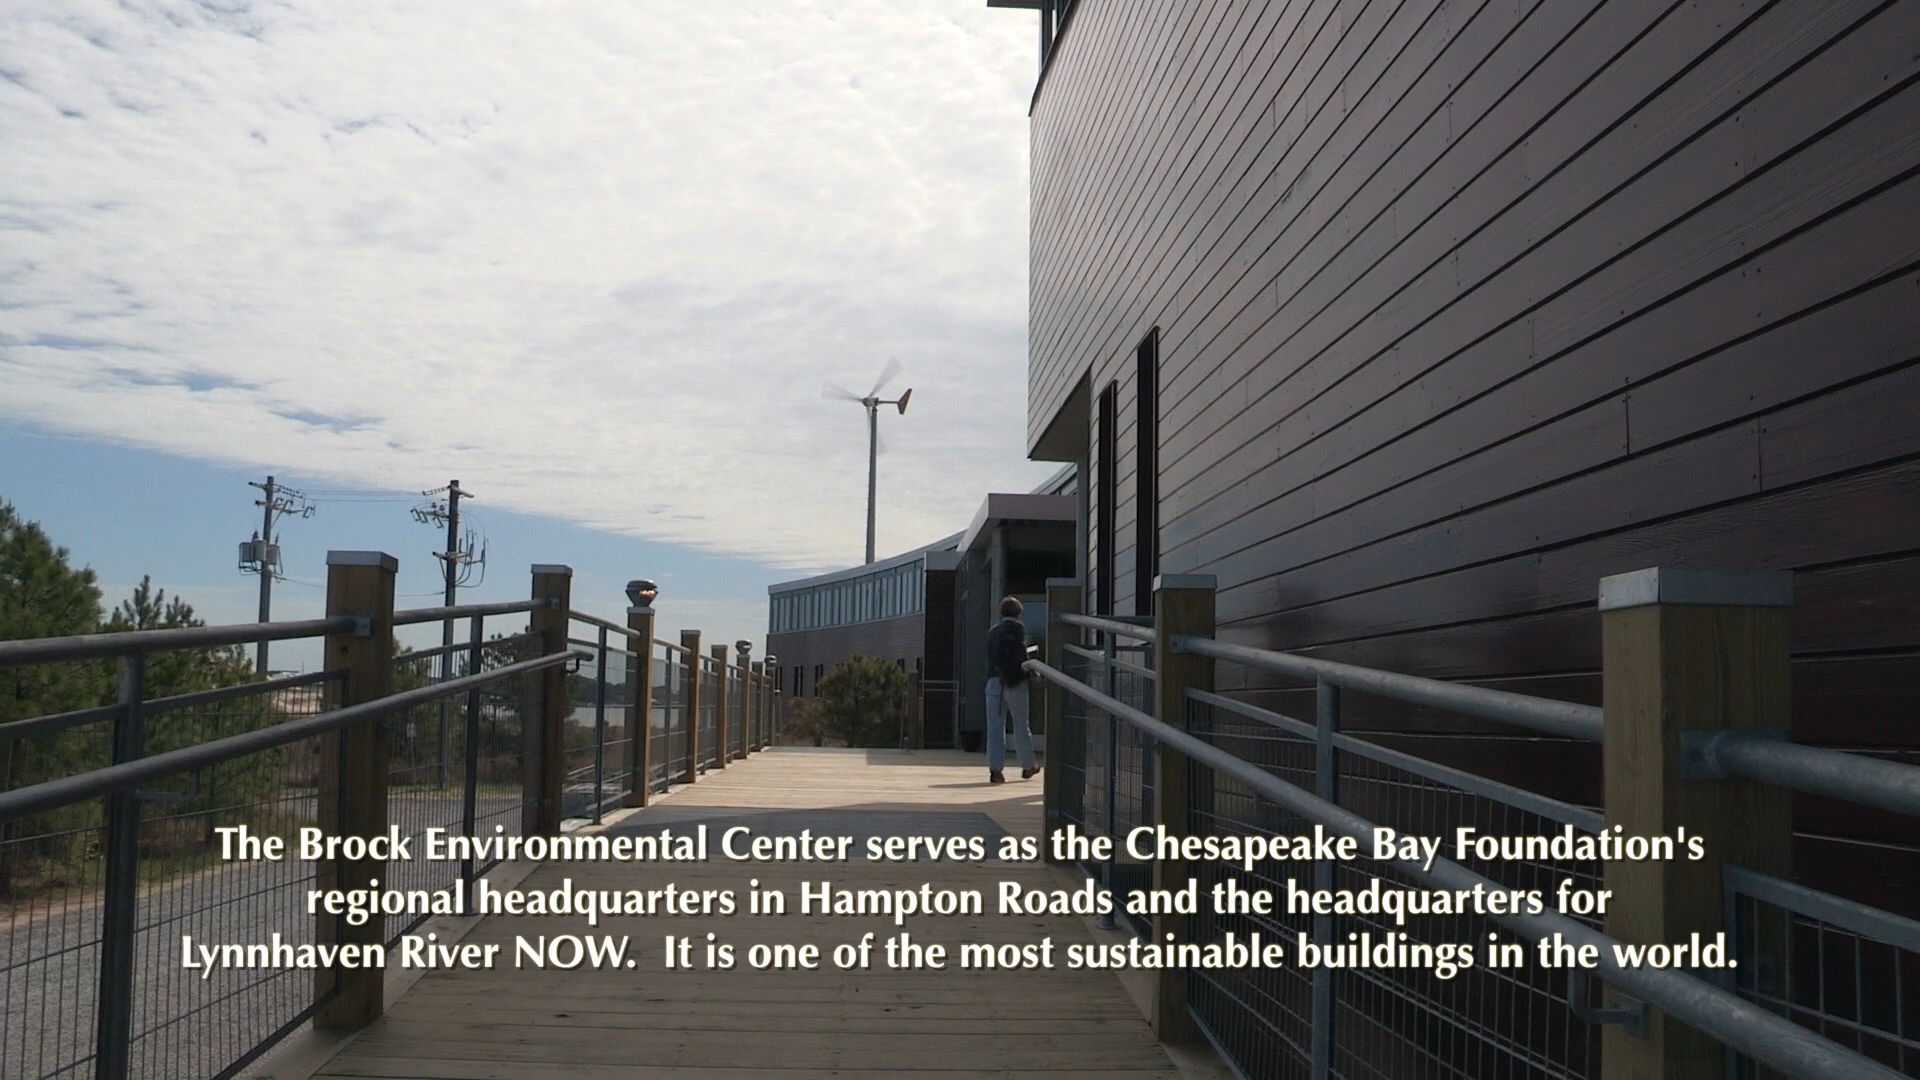 The Brock Environmental Center serves as the Chesapeake Bay Foundation's
regional headquarters in Hampton Roads and the headquarters for
Lynnhaven River NOW.  It is one of the most sustainable buildings in the world.